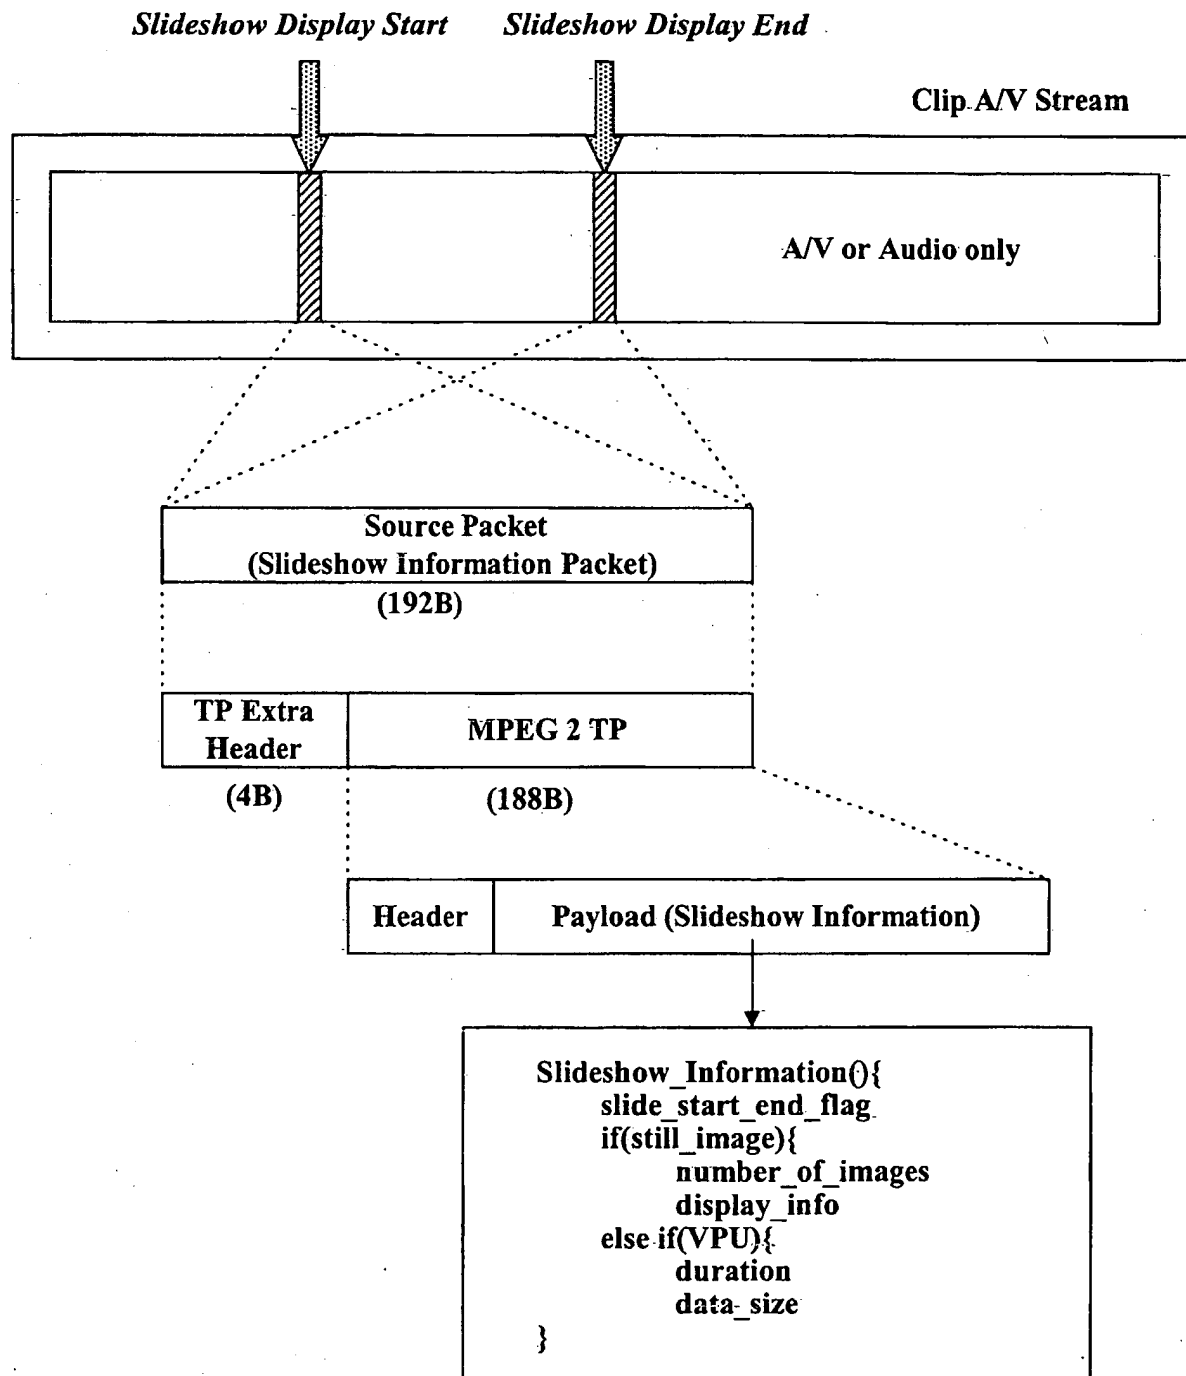 Slideshow Display Start
Slideshow Display End
Clip A/V Stream
A/V or Audio only
Source Packet
(Slideshow Information Packet)
(192B)
TP Extra
Header
MPEG 2 TP
(4B)
(188B)
Header
Payload (Slideshow Information)
Slideshow_Information(){
slide_start_end_flag
if(still_image){
number_of_images
display_info
else if(VPU){
duration
data_size
}